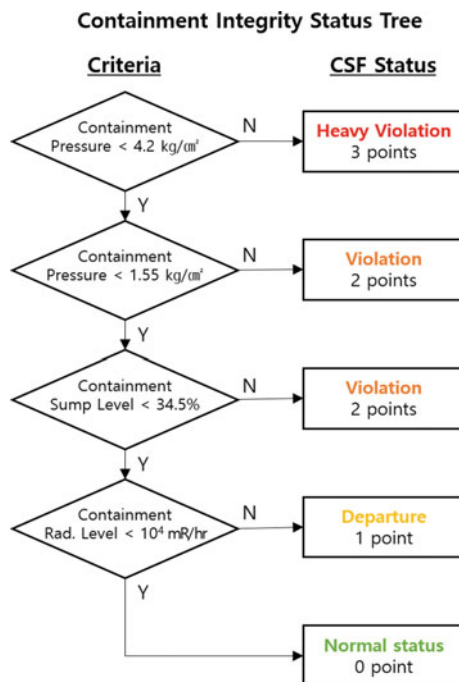 Containment Integrity Status Tree
Criteria
CSF Status
Containment
Pressure < 4.2 kg/㎠
N
Heavy Violation
3 points
Y
Containment
Pressure < 1.55 kg/㎠
N
Violation
2 points
Y
Containment
Sump Level < 34.5%
N
Violation
2 points
Y
Containment
Rad. Level < 10⁴ mR/hr
N
Departure
1 point
Y
Normal status
0 point